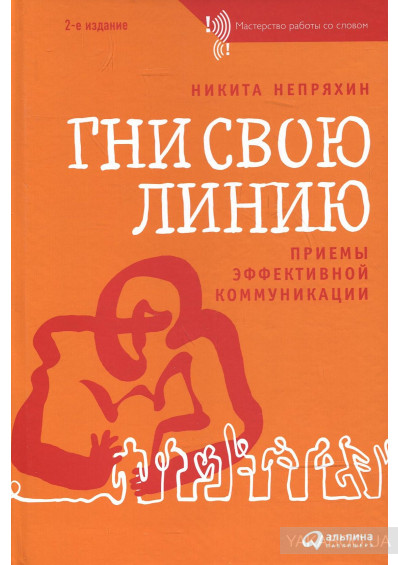 2-е издание
Мастерство работы со словом
НИКИТА НЕПРЯХИН
ГНИ СВОЮ
ЛИНИЮ
ПРИЕМЫ
ЭФФЕКТИВНОЙ
КОММУНИКАЦИИ
альпина